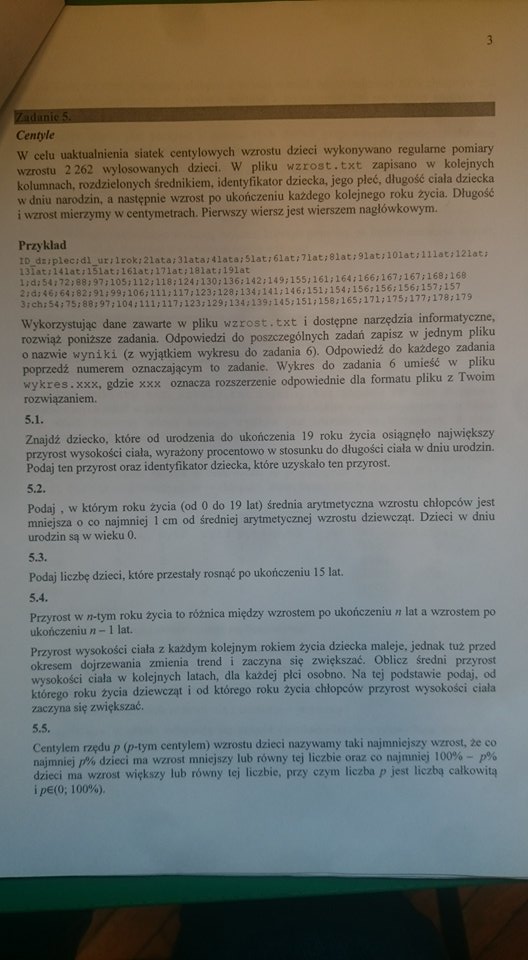 3
Zadanie 5.
Centyle
W celu uaktualnienia siatek centylowych wzrostu dzieci wykonywano regularne pomiary
wzrostu 2 262 wylosowanych dzieci. W pliku wzrost.txt zapisano w kolejnych
kolumnach, rozdzielonych średnikiem, identyfikator dziecka, jego płeć, długość ciała dziecka
w dniu narodzin, a następnie wzrost po ukończeniu każdego kolejnego roku życia. Długość
i wzrost mierzymy w centymetrach. Pierwszy wiersz jest wierszem nagłówkowym.
Przykład
ID_dz;plec;dl_ur;1rok;2lata;3lata;4lata;5lat;6lat;7lat;8lat;9lat;10lat;11lat;12lat;
13lat;14lat;15lat;16lat;17lat;18lat;19lat
1;d;54;72;88;97;105;112;118;124;130;136;142;149;155;161;164;166;167;167;168;168
2;d;46;64;82;91;99;106;111;117;123;128;134;141;146;151;154;156;156;156;157;157
3;ch;54;75;88;97;104;111;117;123;129;134;139;145;151;158;165;171;175;177;178;179
Wykorzystując dane zawarte w pliku wzrost.txt i dostępne narzędzia informatyczne,
rozwiąż poniższe zadania. Odpowiedzi do poszczególnych zadań zapisz w jednym pliku
o nazwie wyniki (z wyjątkiem wykresu do zadania 6). Odpowiedź do każdego zadania
poprzedź numerem oznaczającym to zadanie. Wykres do zadania 6 umieść w pliku
wykres.xxx, gdzie xxx oznacza rozszerzenie odpowiednie dla formatu pliku z Twoim
rozwiązaniem.
5.1.
Znajdź dziecko, które od urodzenia do ukończenia 19 roku życia osiągnęło największy
przyrost wysokości ciała, wyrażony procentowo w stosunku do długości ciała w dniu urodzin.
Podaj ten przyrost oraz identyfikator dziecka, które uzyskało ten przyrost.
5.2.
Podaj , w którym roku życia (od 0 do 19 lat) średnia arytmetyczna wzrostu chłopców jest
mniejsza o co najmniej 1 cm od średniej arytmetycznej wzrostu dziewcząt. Dzieci w dniu
urodzin są w wieku 0.
5.3.
Podaj liczbę dzieci, które przestały rosnąć po ukończeniu 15 lat.
5.4.
Przyrost w n-tym roku życia to różnica między wzrostem po ukończeniu n lat a wzrostem po
ukończeniu n – 1 lat.
Przyrost wysokości ciała z każdym kolejnym rokiem życia dziecka maleje, jednak tuż przed
okresem dojrzewania zmienia trend i zaczyna się zwiększać. Oblicz średni przyrost
wysokości ciała w kolejnych latach, dla każdej płci osobno. Na tej podstawie podaj, od
którego roku życia dziewcząt i od którego roku życia chłopców przyrost wysokości ciała
zaczyna się zwiększać.
5.5.
Centylem rzędu p (p-tym centylem) wzrostu dzieci nazywamy taki najmniejszy wzrost, że co
najmniej p% dzieci ma wzrost mniejszy lub równy tej liczbie oraz co najmniej 100% – p%
dzieci ma wzrost większy lub równy tej liczbie, przy czym liczba p jest liczbą całkowitą
i p∈(0; 100%).